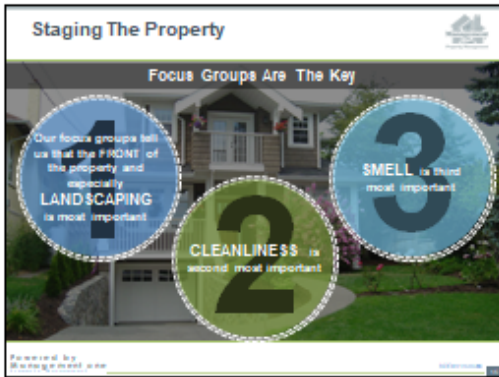 Staging The Property
Focus Groups Are The Key
1
Our focus groups tell
us that the FRONT of
the property and
especially
LANDSCAPING
is most important
2
CLEANLINESS is
second most important
3
SMELL is third
most important
Powered by
Management one